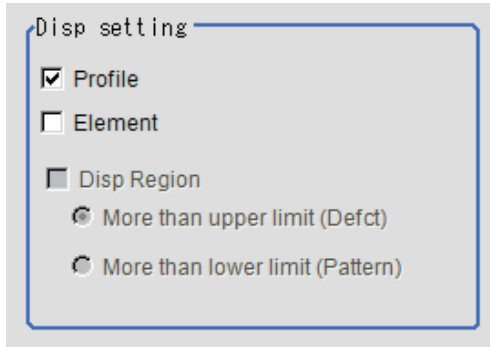 Disp setting
Profile
Element
Disp Region
More than upper limit (Defct)
More than lower limit (Pattern)